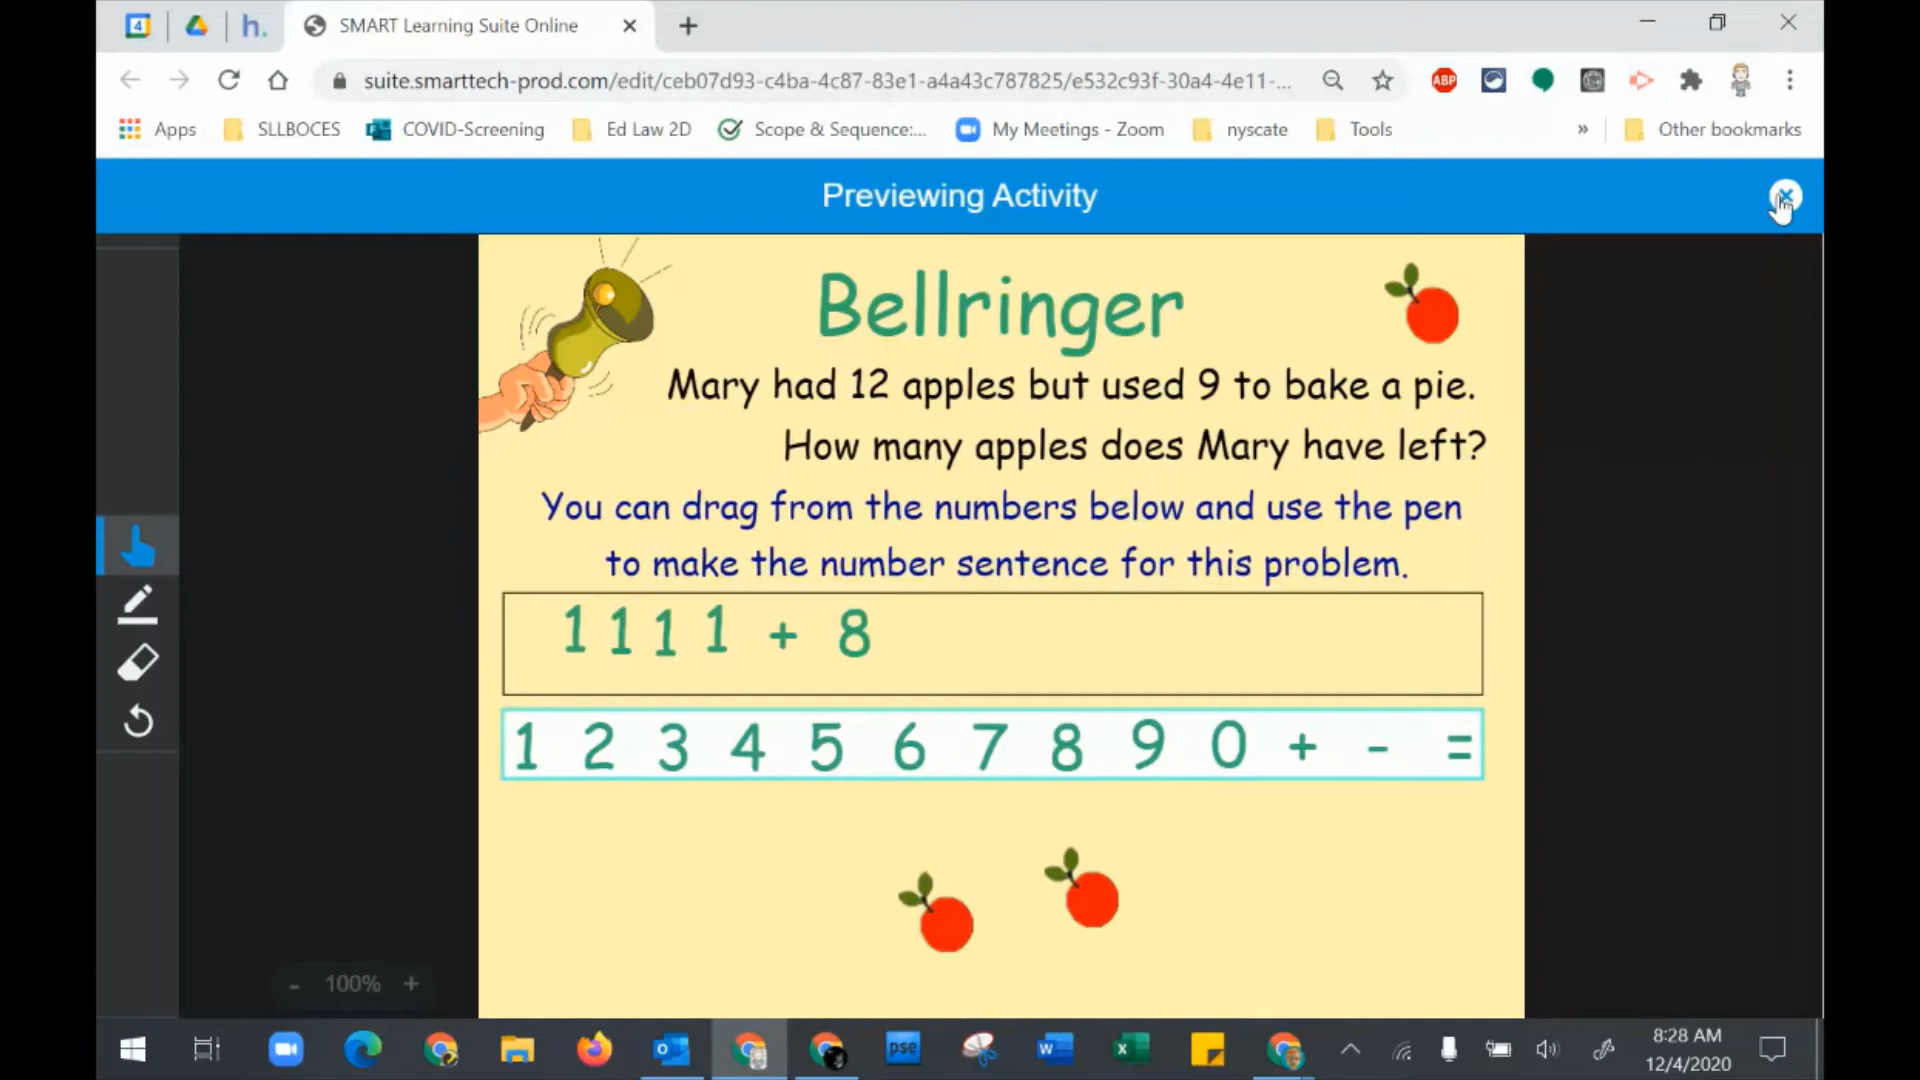 4
h.
SMART Learning Suite Online
suite.smarttech-prod.com/edit/ceb07d93-c4ba-4c87-83e1-a4a43c787825/e532c93f-30a4-4e11-...
ABP
Apps
SLLBOCES
COVID-Screening
Ed Law 2D
Scope & Sequence:...
My Meetings - Zoom
nyscate
Tools
»
Other bookmarks
Previewing Activity
Bellringer
Mary had 12 apples but used 9 to bake a pie.
How many apples does Mary have left?
You can drag from the numbers below and use the pen
to make the number sentence for this problem.
1 1 1 1 + 8
1 2 3 4 5 6 7 8 9 0 + - =
- 100% +
pse
8:28 AM
12/4/2020